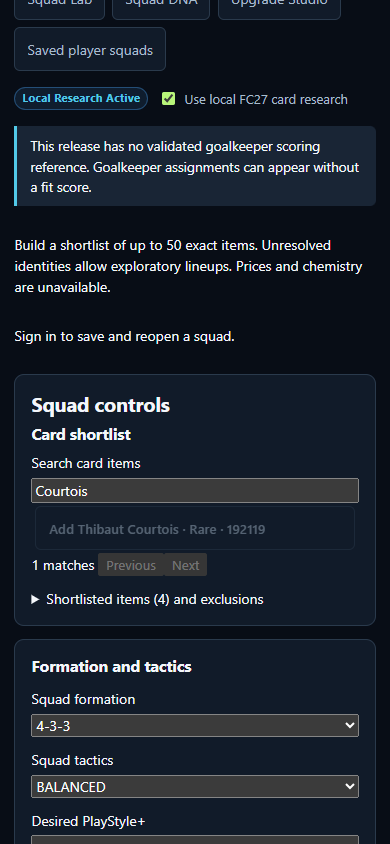 Squad Lab
Squad DNA
Upgrade Studio
Saved player squads
Local Research Active
Use local FC27 card research
This release has no validated goalkeeper scoring
reference. Goalkeeper assignments can appear without
a fit score.
Build a shortlist of up to 50 exact items. Unresolved
identities allow exploratory lineups. Prices and chemistry
are unavailable.
Sign in to save and reopen a squad.
Squad controls
Card shortlist
Search card items
Courtois
Add Thibaut Courtois · Rare · 192119
1 matches Previous Next
Shortlisted items (4) and exclusions
Formation and tactics
Squad formation
4-3-3
Squad tactics
BALANCED
Desired PlayStyle+